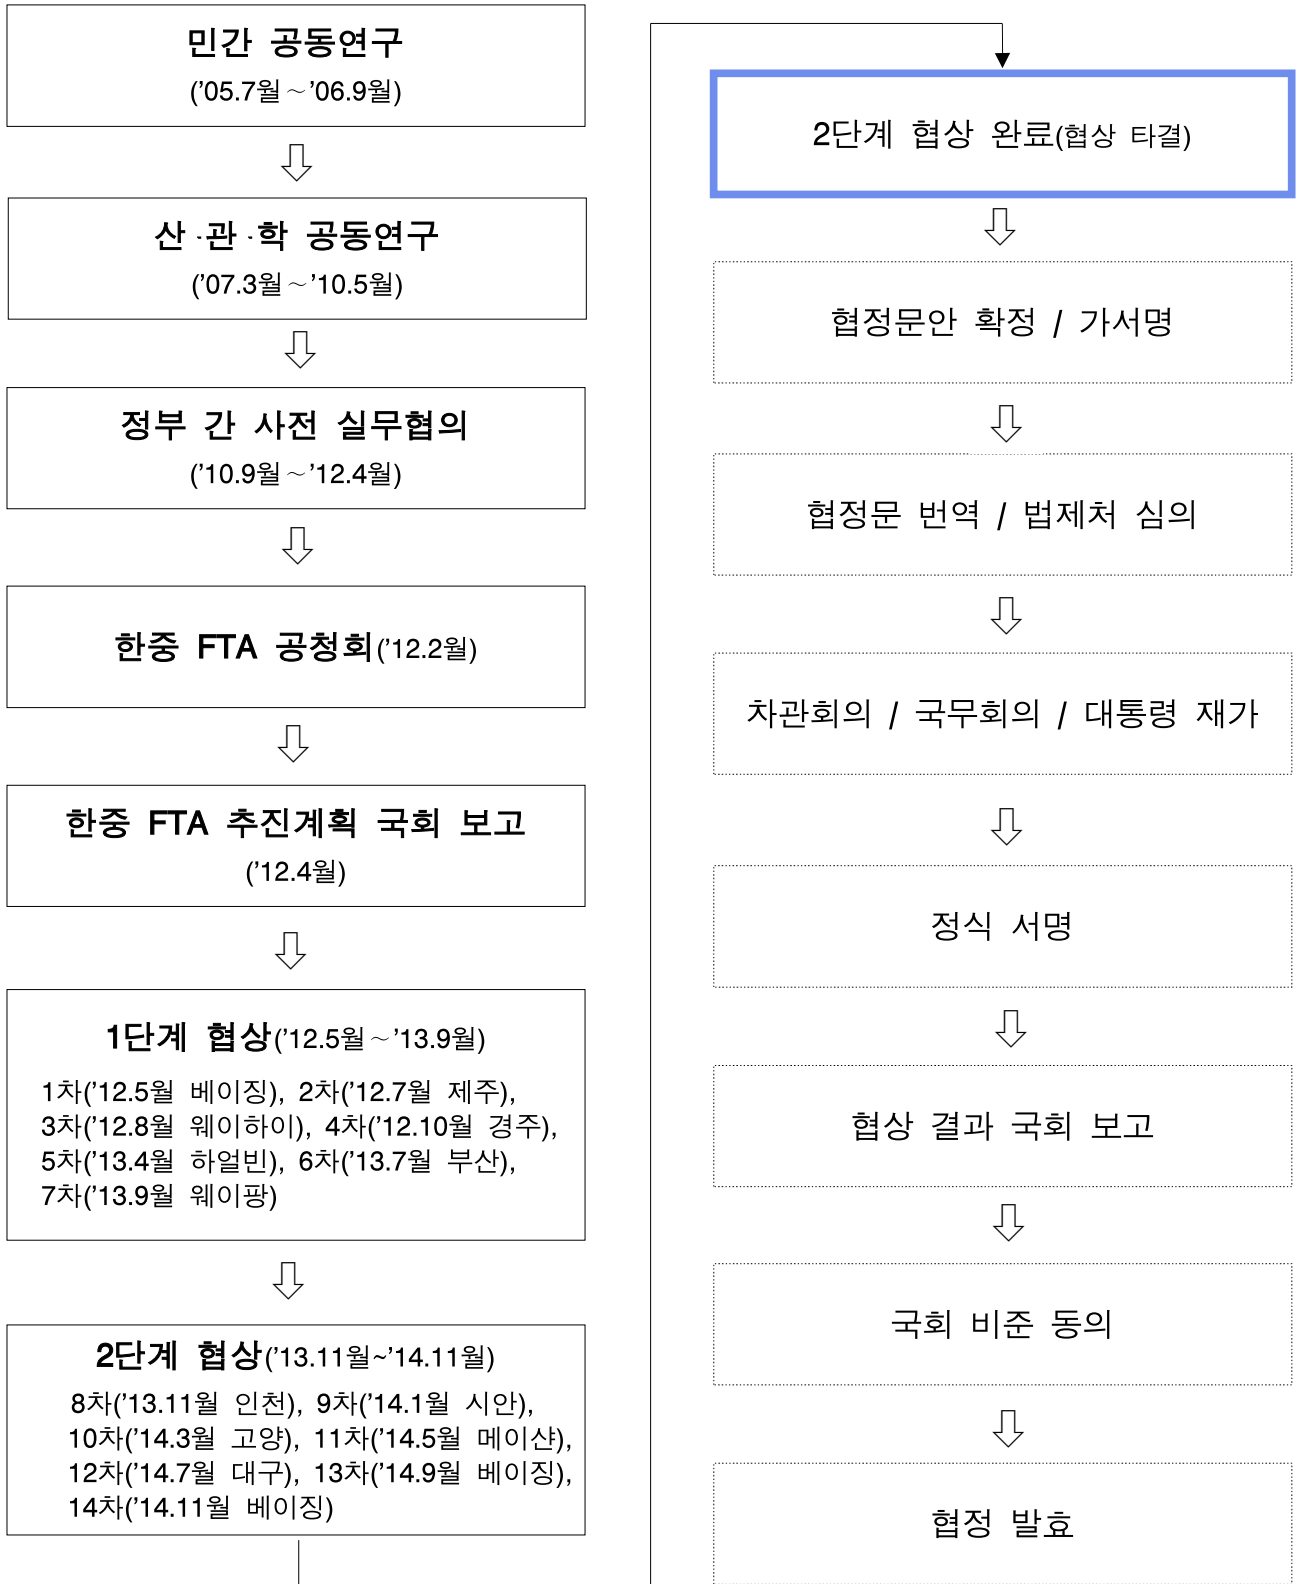 민간 공동연구
('05.7월～'06.9월)
산·관·학 공동연구
('07.3월～'10.5월)
정부 간 사전 실무협의
('10.9월～'12.4월)
한중 FTA 공청회('12.2월)
한중 FTA 추진계획 국회 보고
('12.4월)
1단계 협상('12.5월～'13.9월)
1차('12.5월 베이징), 2차('12.7월 제주),
3차('12.8월 웨이하이), 4차('12.10월 경주),
5차('13.4월 하얼빈), 6차('13.7월 부산),
7차('13.9월 웨이팡)
2단계 협상('13.11월~'14.11월)
8차('13.11월 인천), 9차('14.1월 시안),
10차('14.3월 고양), 11차('14.5월 메이샨),
12차('14.7월 대구), 13차('14.9월 베이징),
14차('14.11월 베이징)
2단계 협상 완료(협상 타결)
협정문안 확정 / 가서명
협정문 번역 / 법제처 심의
차관회의 / 국무회의 / 대통령 재가
정식 서명
협상 결과 국회 보고
국회 비준 동의
협정 발효